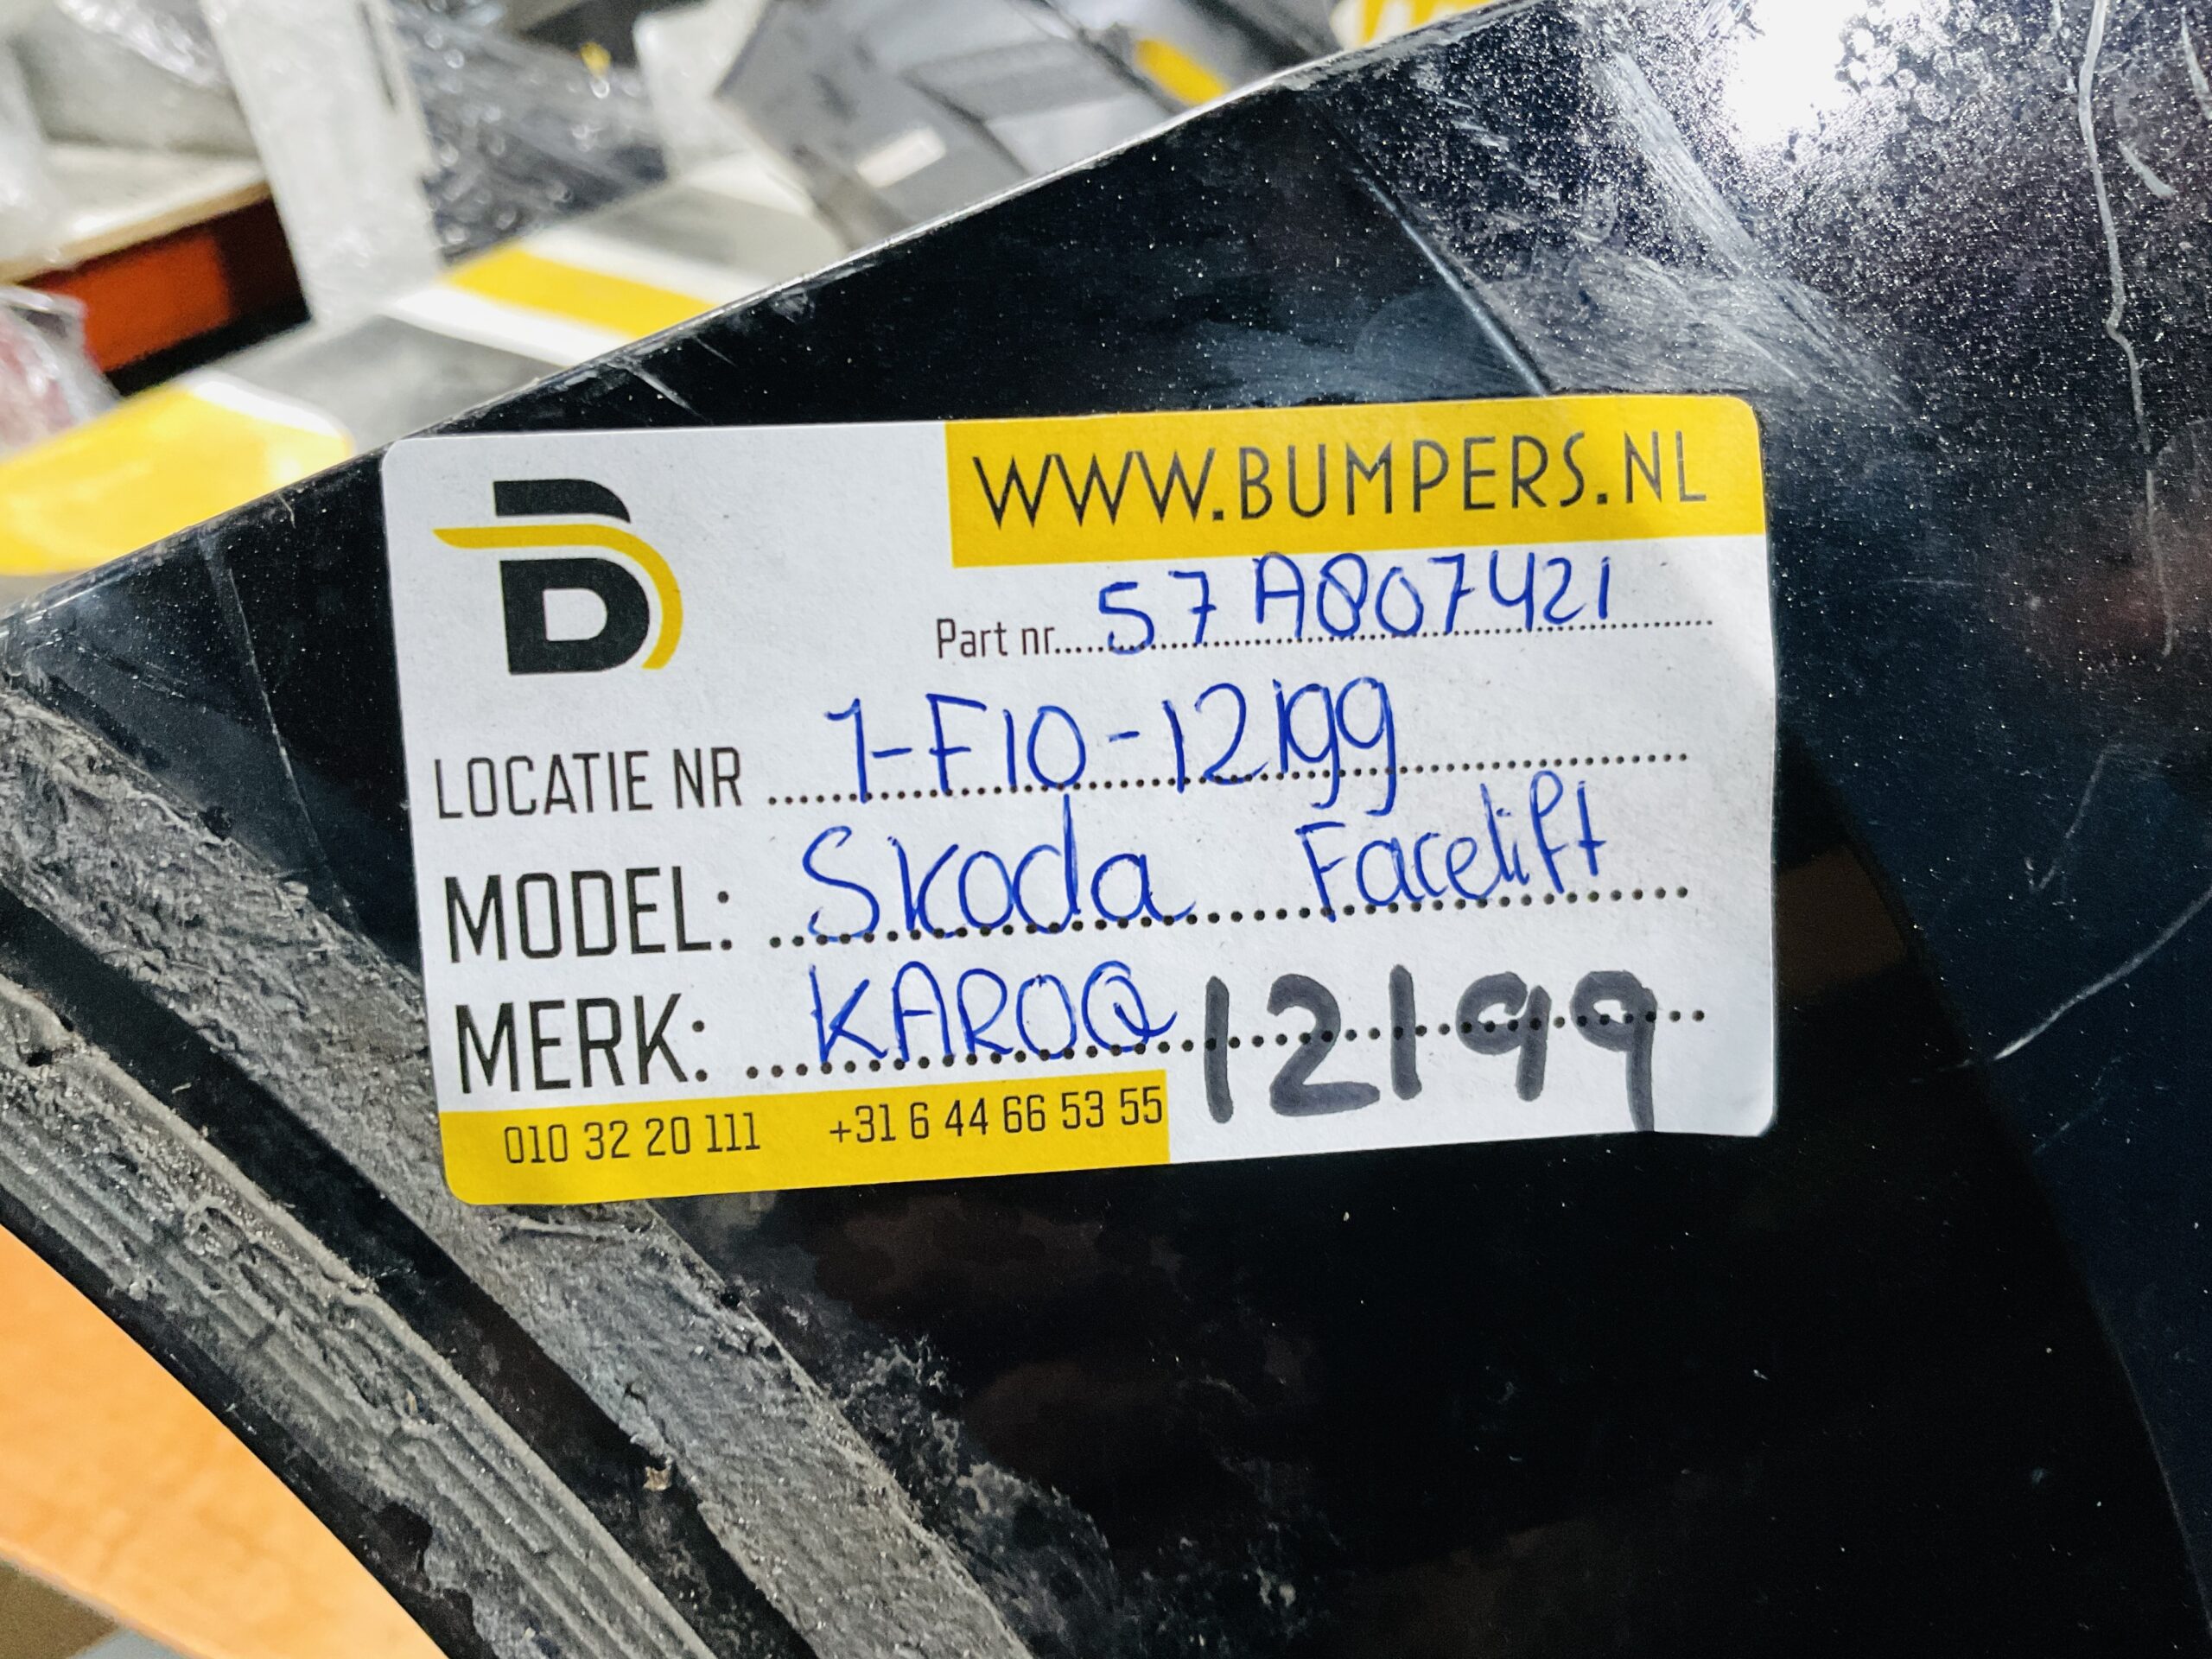 WWW.BUMPERS.NL
Part nr. 57A807421
LOCATIE NR 1-F10-12199
MODEL: Skoda Facelift
MERK: KAROQ 12199
010 32 20 111 +31 6 44 66 53 55